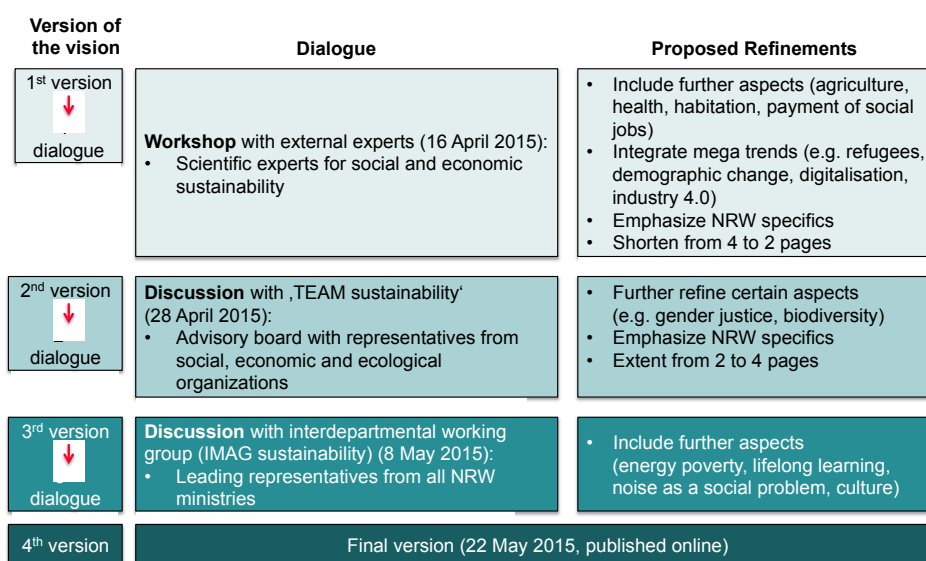 Version of
the vision
Dialogue
Proposed Refinements
1st version
dialogue
Workshop with external experts (16 April 2015):
• Scientific experts for social and economic
sustainability
• Include further aspects (agriculture,
health, habitation, payment of social
jobs)
• Integrate mega trends (e.g. refugees,
demographic change, digitalisation,
industry 4.0)
• Emphasize NRW specifics
• Shorten from 4 to 2 pages
2nd version
dialogue
Discussion with ‚TEAM sustainability‘
(28 April 2015):
• Advisory board with representatives from
social, economic and ecological
organizations
• Further refine certain aspects
(e.g. gender justice, biodiversity)
• Emphasize NRW specifics
• Extent from 2 to 4 pages
3rd version
dialogue
Discussion with interdepartmental working
group (IMAG sustainability) (8 May 2015):
• Leading representatives from all NRW
ministries
• Include further aspects
(energy poverty, lifelong learning,
noise as a social problem, culture)
4th version
Final version (22 May 2015, published online)